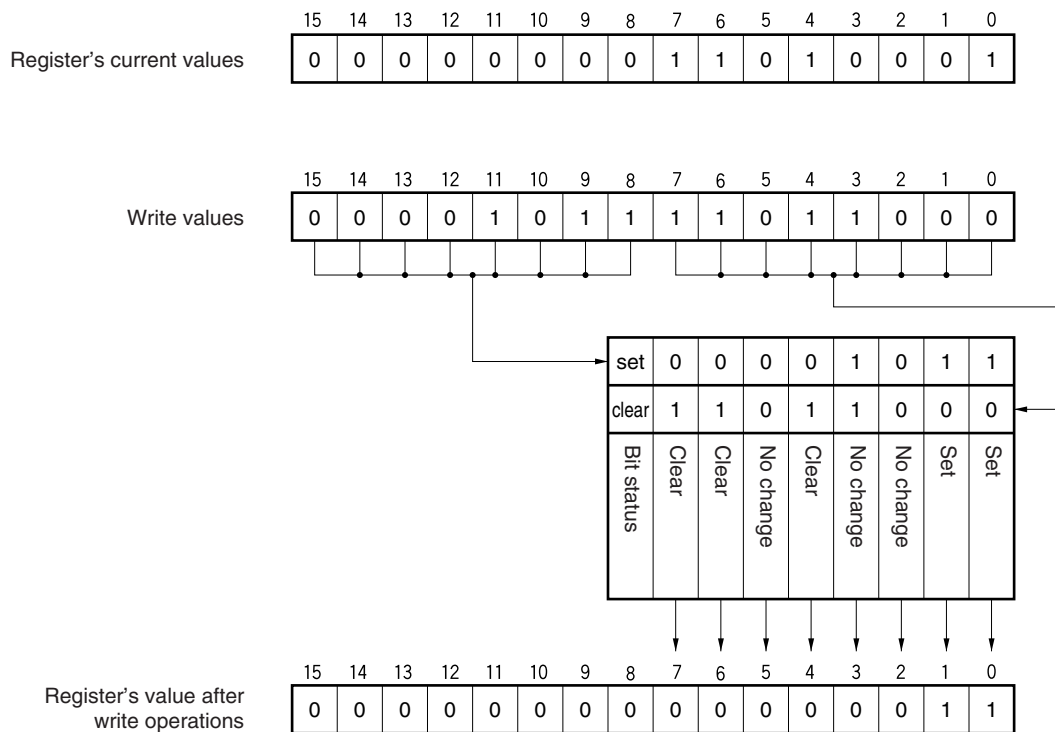 15 14 13 12 11 10 9 8 7 6 5 4 3 2 1 0
Register's current values 0 0 0 0 0 0 0 0 1 1 0 1 0 0 0 1
15 14 13 12 11 10 9 8 7 6 5 4 3 2 1 0
Write values 0 0 0 0 1 0 1 1 1 1 0 1 1 0 0 0
set 0 0 0 0 1 0 1 1
clear 1 1 0 1 1 0 0 0
Bit status Clear Clear No change Clear No change No change Set Set
15 14 13 12 11 10 9 8 7 6 5 4 3 2 1 0
Register's value after
write operations 0 0 0 0 0 0 0 0 0 0 0 0 0 0 1 1